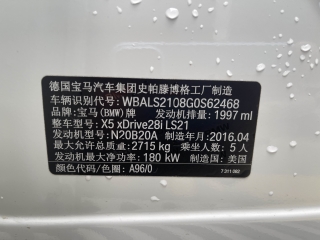 德国宝马汽车集团史帕滕博格工厂制造
车辆识别代号: WBALS2108G0S62468
品牌: 宝马(BMW)牌 发动机排量: 1997 ml
整车型号: X5 xDrive28i LS21
发动机型号: N20B20A 制造年月: 2016.04
最大允许总质量: 2715 kg 乘坐人数: 5 人
发动机最大净功率: 180 kW 制造国: 美国
颜色代码/色圈: A96/0